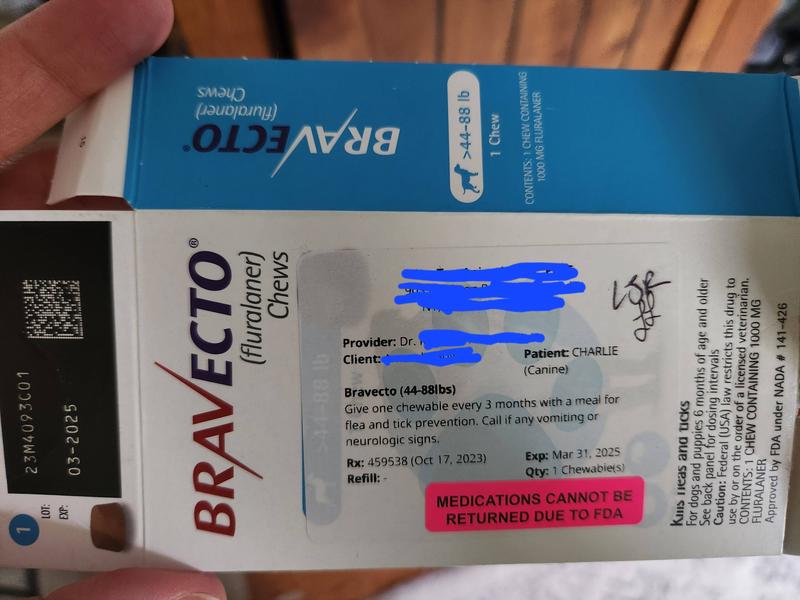 BRAVECTO®
(fluralaner)
Chews
>44–88 lb
1 Chew
CONTENTS: 1 CHEW CONTAINING
1000 MG FLURALANER
1
LOT:
EXP:
23M4093C01
03-2025
BRAVECTO®
(fluralaner)
Chews
>44–88 lb
Provider: Dr.
Client:
Patient: CHARLIE
(Canine)
Bravecto (44-88lbs)
Give one chewable every 3 months with a meal for
flea and tick prevention. Call if any vomiting or
neurologic signs.
Rx: 459538 (Oct 17, 2023)
Exp: Mar 31, 2025
Refill: -
Qty: 1 Chewable(s)
MEDICATIONS CANNOT BE
RETURNED DUE TO FDA
Kills fleas and ticks
For dogs and puppies 6 months of age and older
See back panel for dosing intervals
Caution: Federal (USA) law restricts this drug to
use by or on the order of a licensed veterinarian.
CONTENTS: 1 CHEW CONTAINING 1000 MG
FLURALANER
Approved by FDA under NADA # 141-426